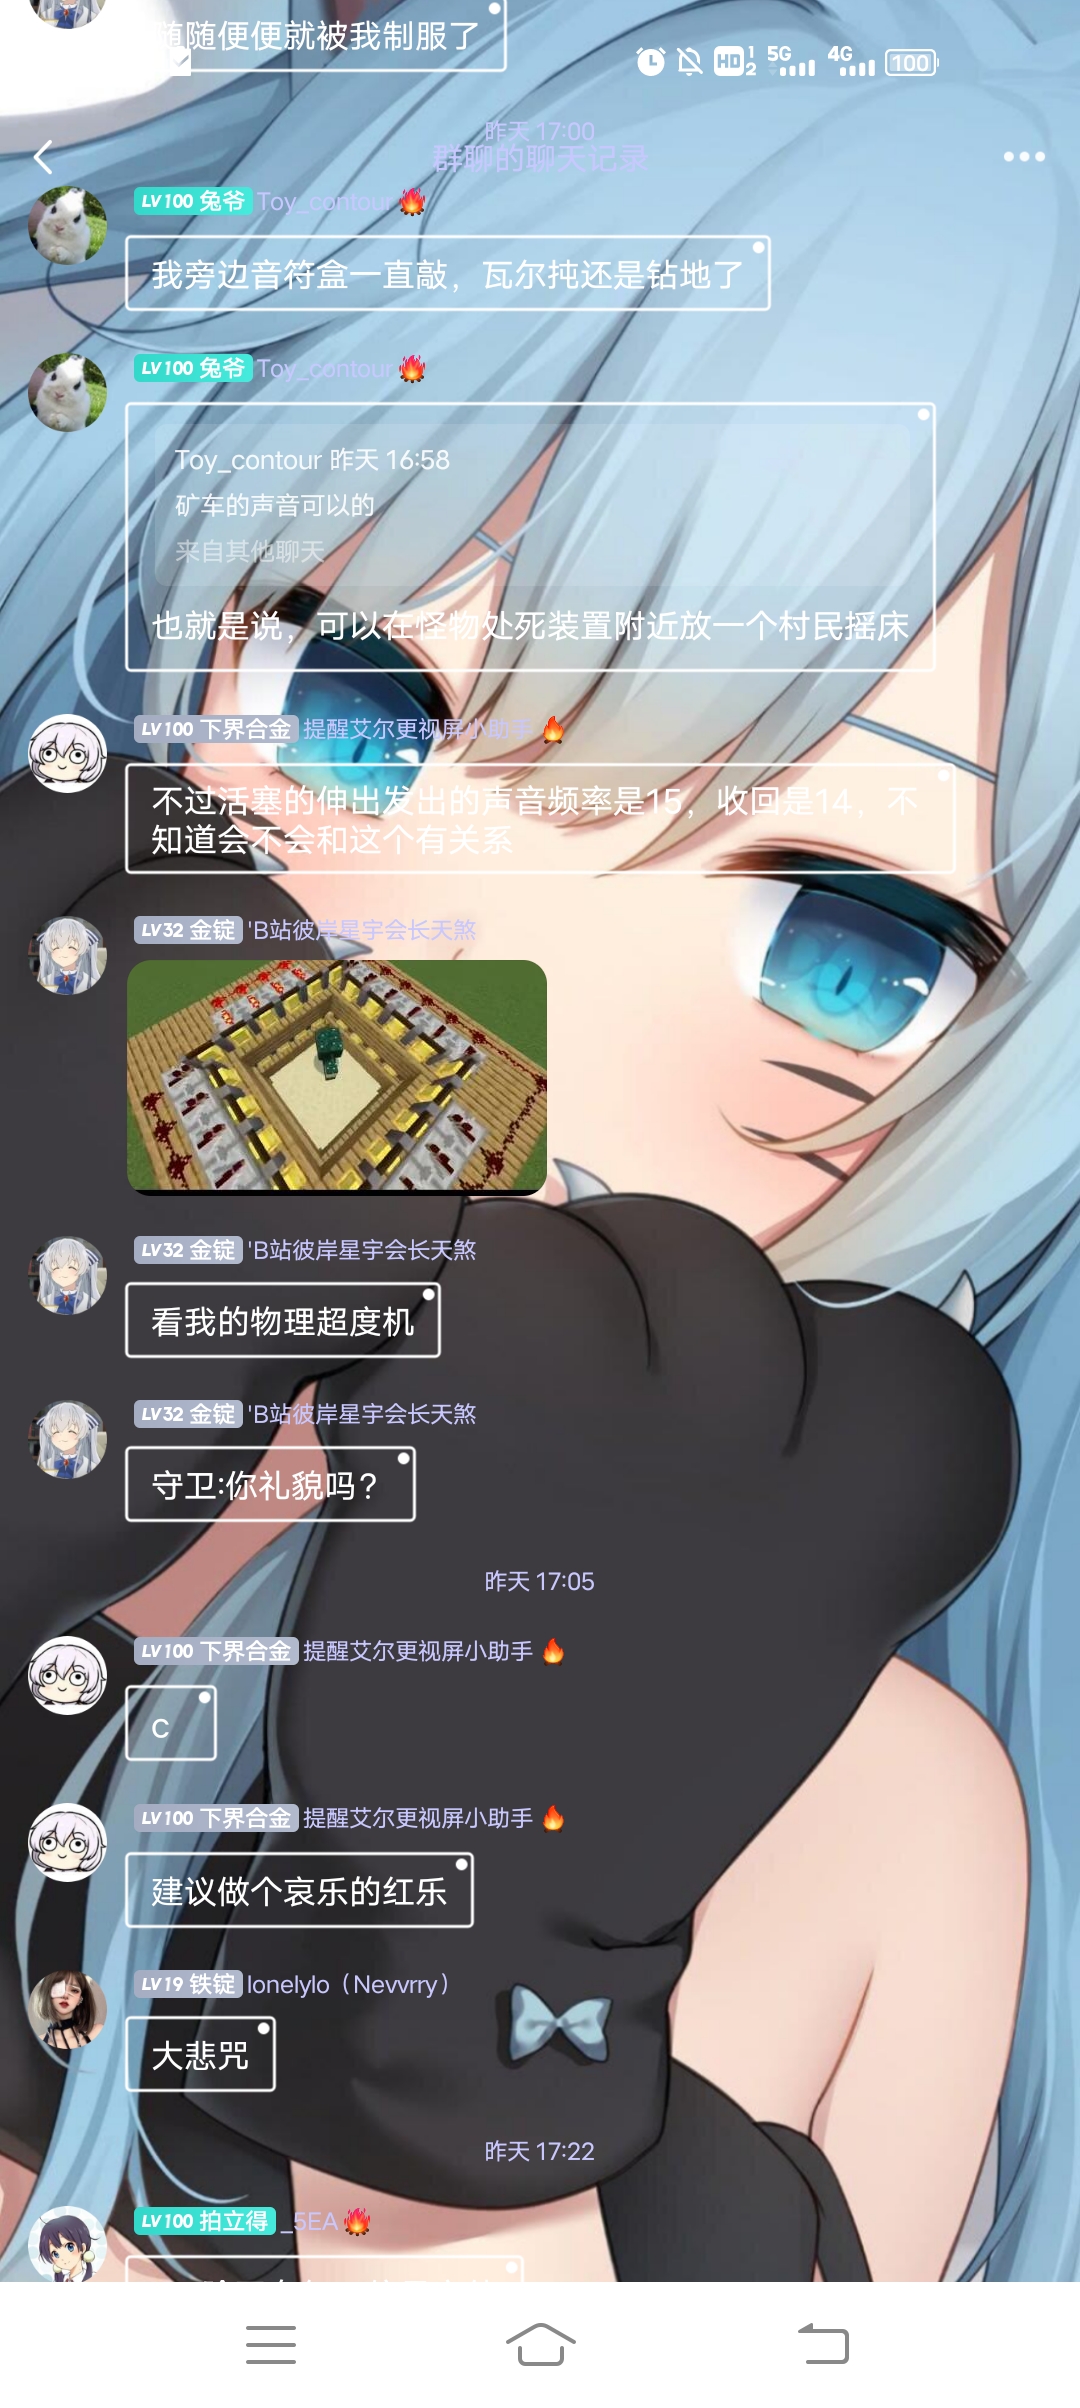 随随便便就被我制服了
HD 1 2 5G 4G 100
昨天 17:00
群聊的聊天记录
LV100 兔爷 Toy_contour🔥
我旁边音符盒一直敲，瓦尔扽还是钻地了
LV100 兔爷 Toy_contour🔥
Toy_contour 昨天 16:58
矿车的声音可以的
来自其他聊天
也就是说，可以在怪物处死装置附近放一个村民摇床
LV100 下界合金 提醒艾尔更视屏小助手 🔥
不过活塞的伸出发出的声音频率是15，收回是14，不
知道会不会和这个有关系
LV32 金锭 'B站彼岸星宇会长天煞
LV32 金锭 'B站彼岸星宇会长天煞
看我的物理超度机
LV32 金锭 'B站彼岸星宇会长天煞
守卫:你礼貌吗?
昨天 17:05
LV100 下界合金 提醒艾尔更视屏小助手 🔥
C
LV100 下界合金 提醒艾尔更视屏小助手 🔥
建议做个哀乐的红乐
LV19 铁锭 lonelylo（Nevvrry）
大悲咒
昨天 17:22
LV100 拍立得 _5EA🔥